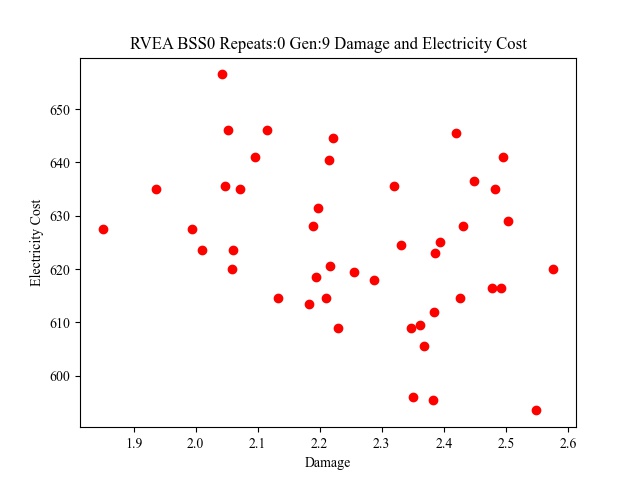 RVEA BSS0 Repeats:0 Gen:9 Damage and Electricity Cost
650
640
630
620
610
600
Electricity Cost
1.9 2.0 2.1 2.2 2.3 2.4 2.5 2.6
Damage